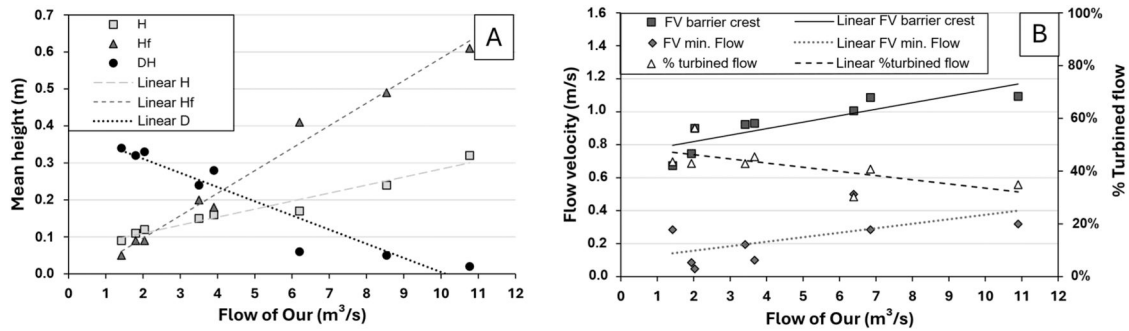 A
H
Hf
DH
Linear H
Linear Hf
Linear D
Mean height (m)
0.7
0.6
0.5
0.4
0.3
0.2
0.1
0.0
0 1 2 3 4 5 6 7 8 9 10 11 12
Flow of Our (m³/s)
B
FV barrier crest
FV min. Flow
% turbined flow
Linear FV barrier crest
Linear FV min. Flow
Linear %turbined flow
Flow velocity (m/s)
1.6
1.4
1.2
1.0
0.8
0.6
0.4
0.2
0.0
0 1 2 3 4 5 6 7 8 9 10 11 12
Flow of Our (m³/s)
100%
80%
60%
40%
20%
0%
% Turbined flow